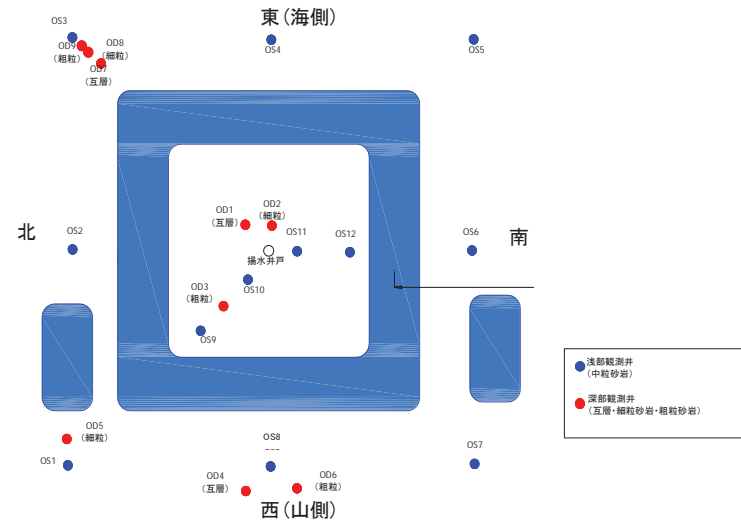 東(海側)
OS3
OD9
(粗粒)
OD8
(細粒)
OD7
(互層)
OS4
OS5
北
OS2
OD1
(互層)
OD2
(細粒)
OS11
OS12
OS6
南
揚水井戸
OD3
(粗粒)
OS10
OS9
浅部観測井
(中粒砂岩)
深部観測井
(互層・細粒砂岩・粗粒砂岩)
OD5
(細粒)
OS1
OS8
OS7
OD4
(互層)
OD6
(粗粒)
西(山側)